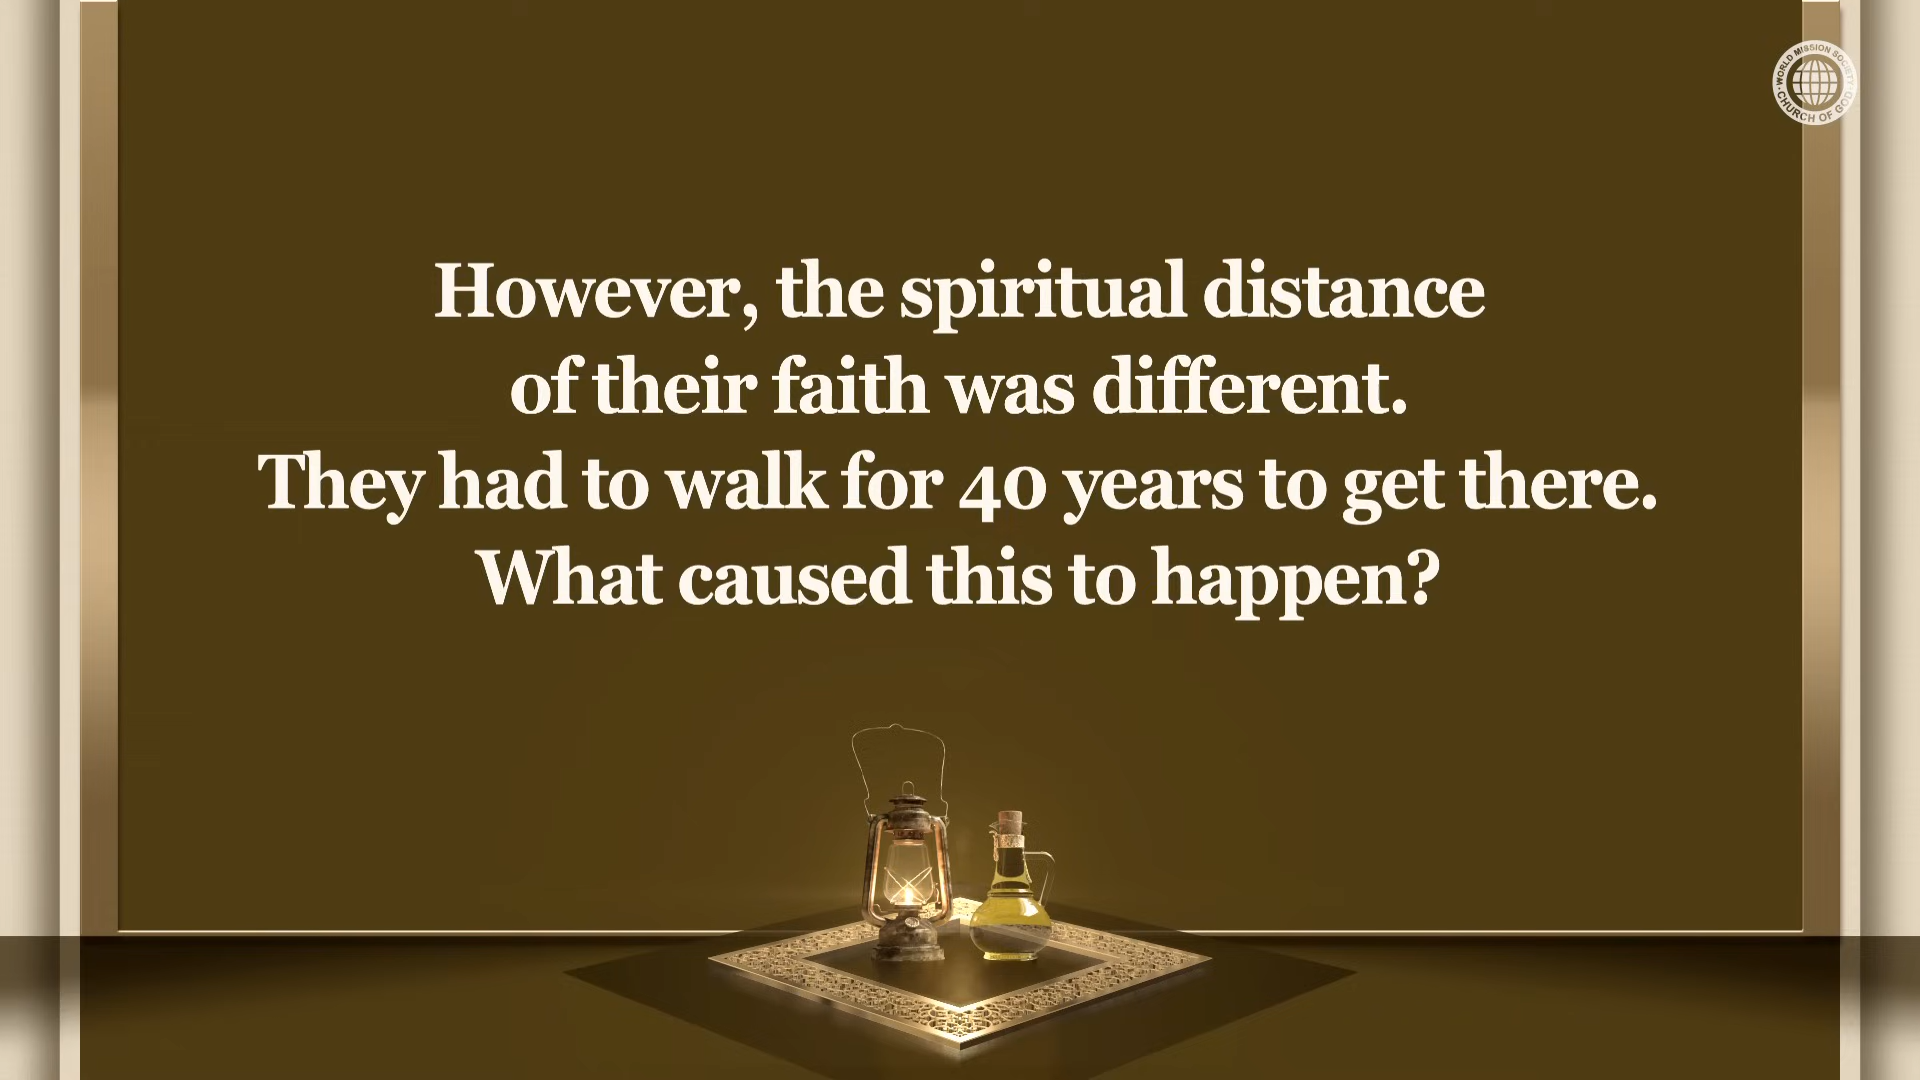 WORLD MISSION SOCIETY
CHURCH OF GOD
However, the spiritual distance
of their faith was different.
They had to walk for 40 years to get there.
What caused this to happen?